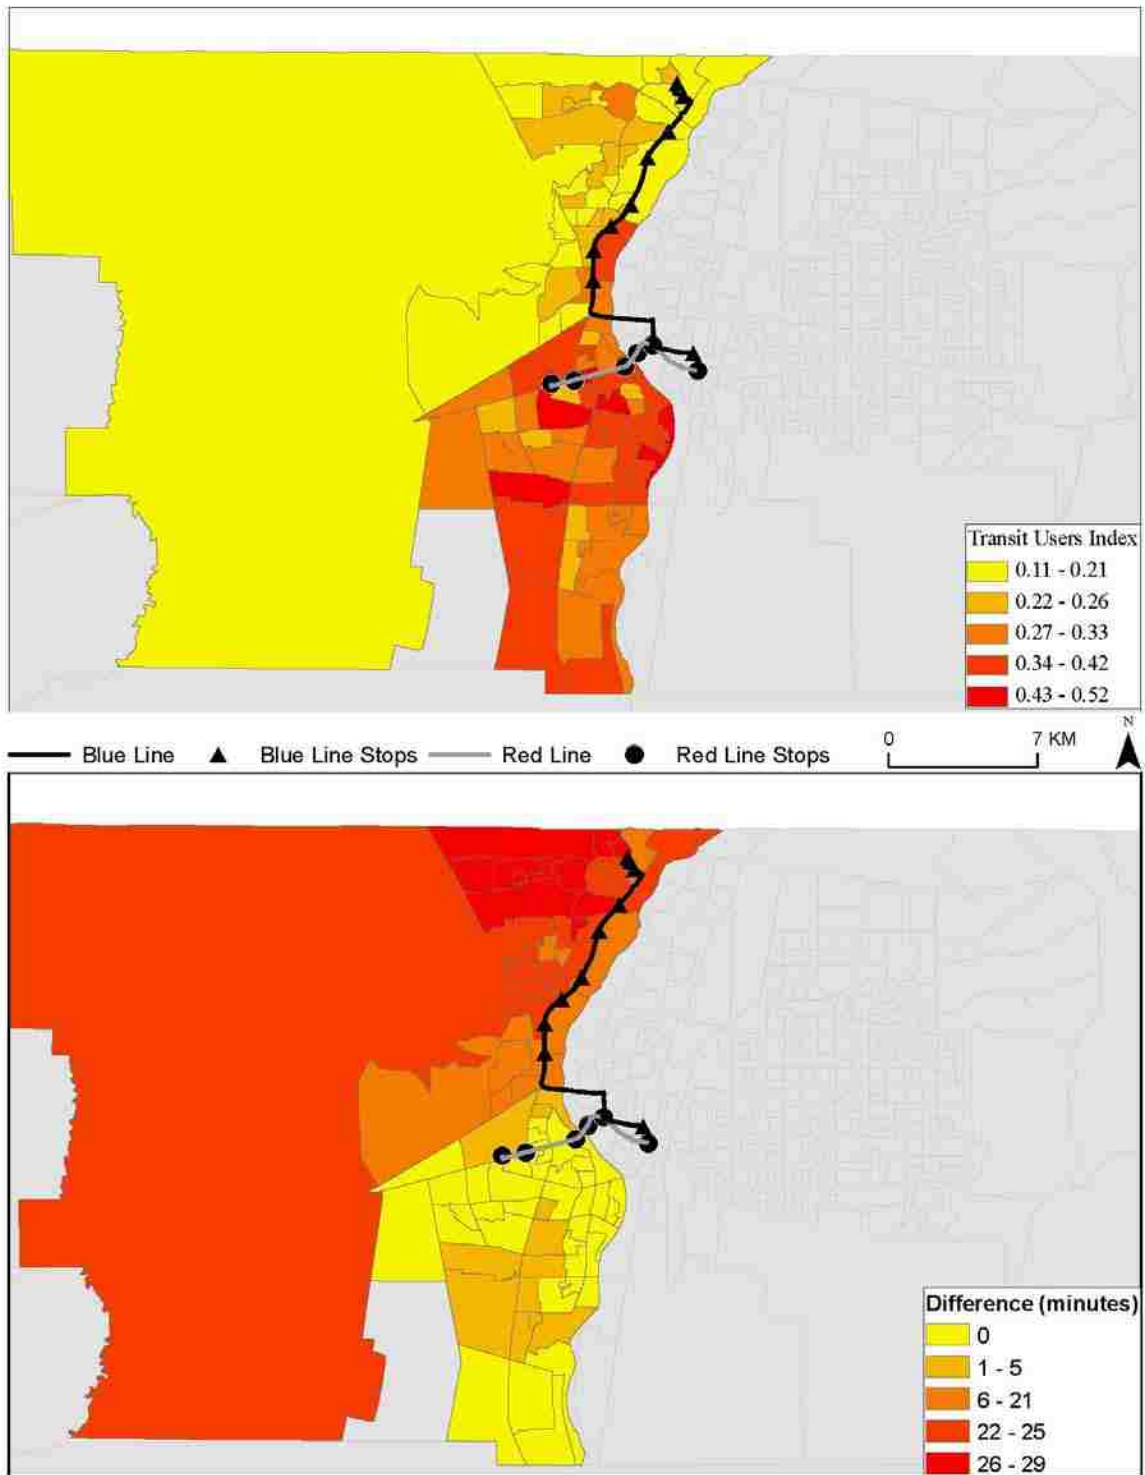 Transit Users Index
0.11 - 0.21
0.22 - 0.26
0.27 - 0.33
0.34 - 0.42
0.43 - 0.52
Blue Line Blue Line Stops Red Line Red Line Stops 0 7 KM N
Difference (minutes)
0
1 - 5
6 - 21
22 - 25
26 - 29